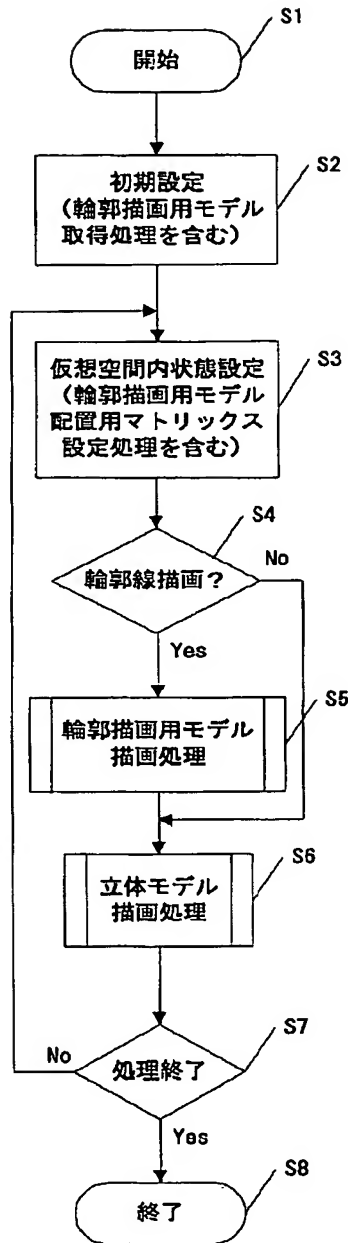 S1
開始
S2
初期設定
（輪郭描画用モデル
取得処理を含む）
S3
仮想空間内状態設定
（輪郭描画用モデル
配置用マトリックス
設定処理を含む）
S4
輪郭線描画？
No
Yes
S5
輪郭描画用モデル
描画処理
S6
立体モデル
描画処理
S7
No
処理終了
Yes
S8
終了